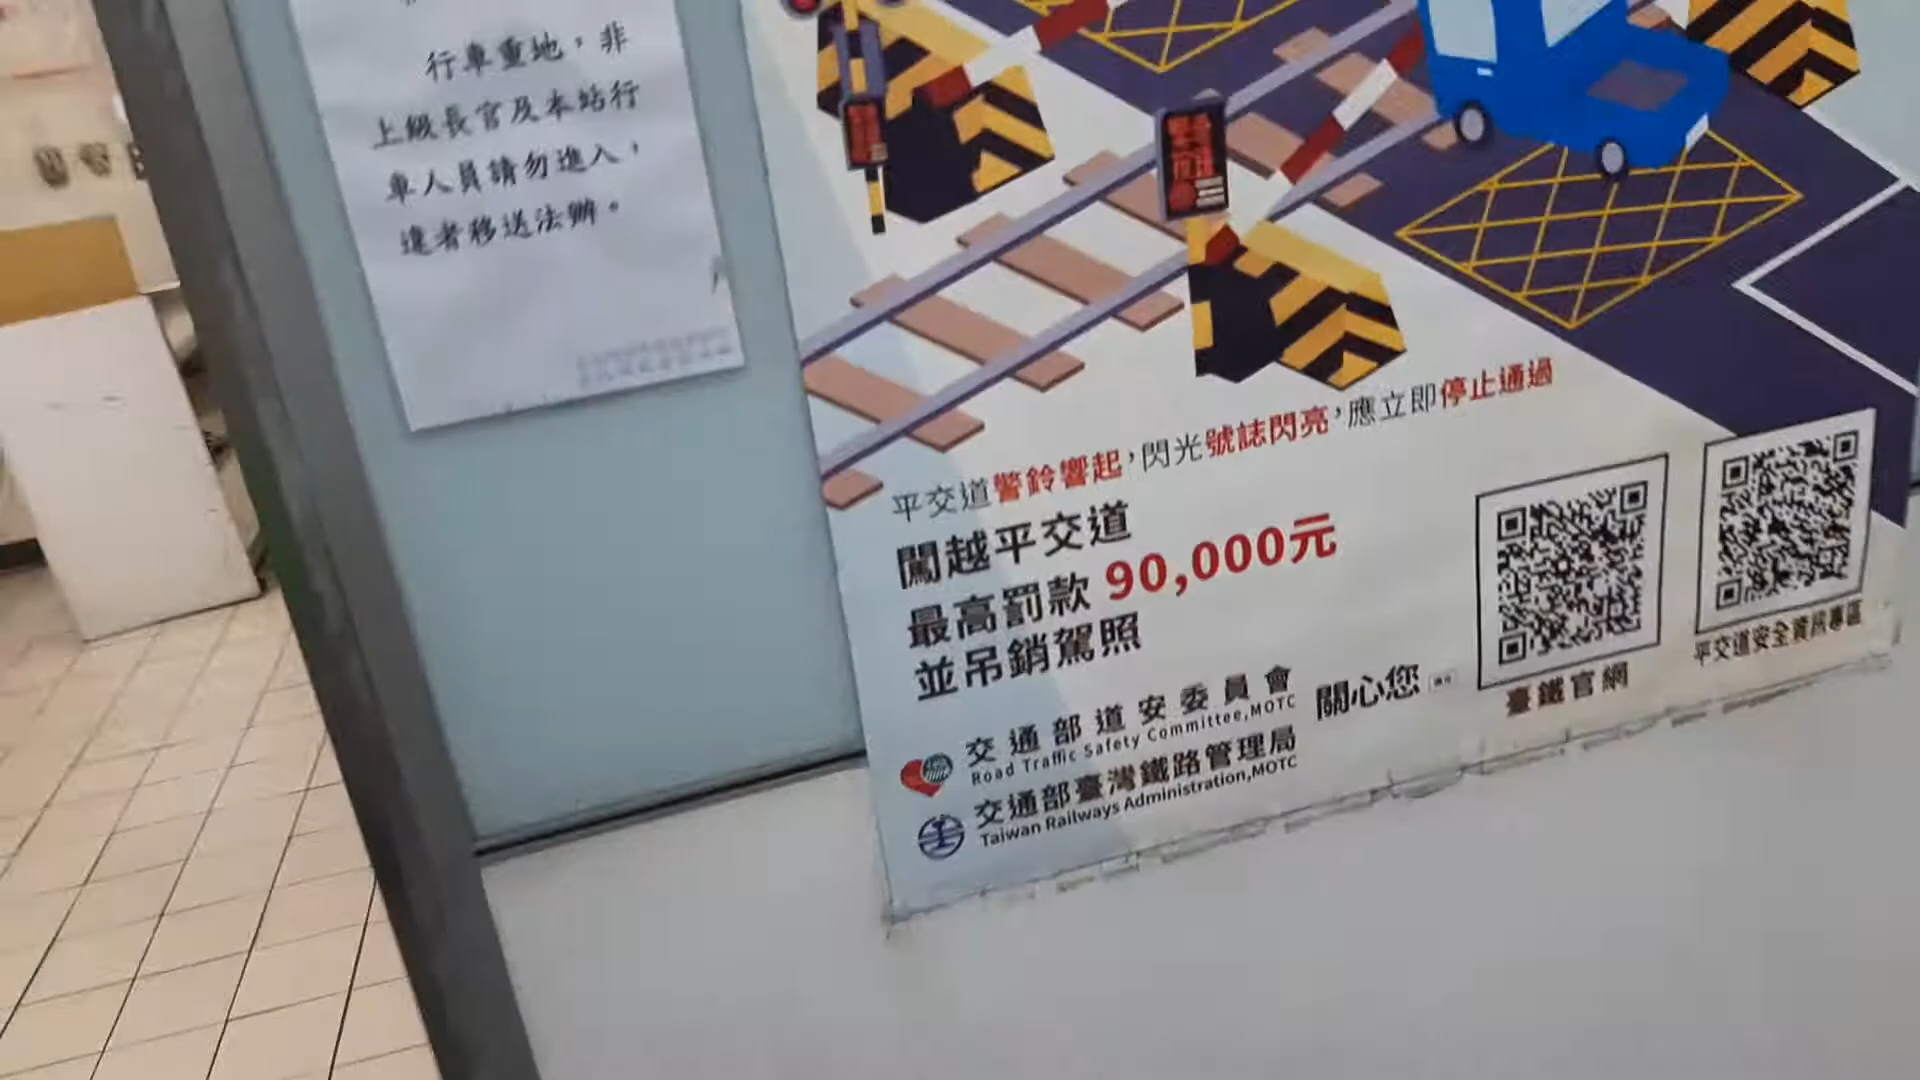 行車重地，非
上級長官及本站行
車人員請勿進入，
違者移送法辦。
平交道警鈴響起，閃光號誌閃亮，應立即停止通過
闖越平交道
最高罰款 90,000元
並吊銷駕照
交通部道安委員會
Road Traffic Safety Committee,MOTC
關心您
交通部臺灣鐵路管理局
Taiwan Railways Administration,MOTC
臺鐵官網
平交道安全資訊專區